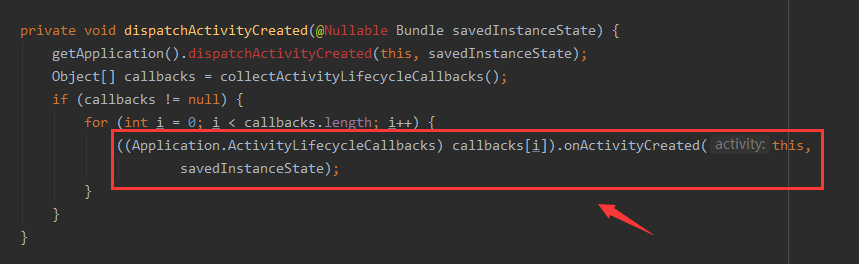 private void dispatchActivityCreated(@Nullable Bundle savedInstanceState) {
getApplication().dispatchActivityCreated(this, savedInstanceState);
Object[] callbacks = collectActivityLifecycleCallbacks();
if (callbacks != null) {
for (int i = 0; i < callbacks.length; i++) {
((Application.ActivityLifecycleCallbacks) callbacks[i]).onActivityCreated( activity: this,
savedInstanceState);
}
}
}